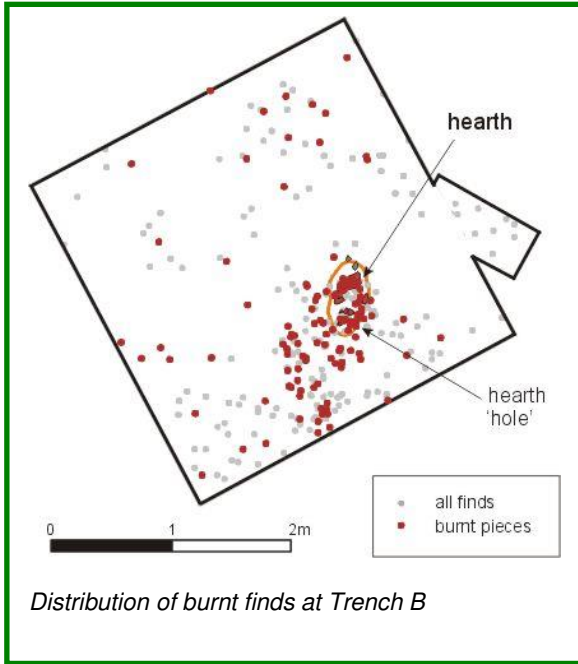 hearth
hearth
'hole'
all finds
burnt pieces
0 1 2m
Distribution of burnt finds at Trench B